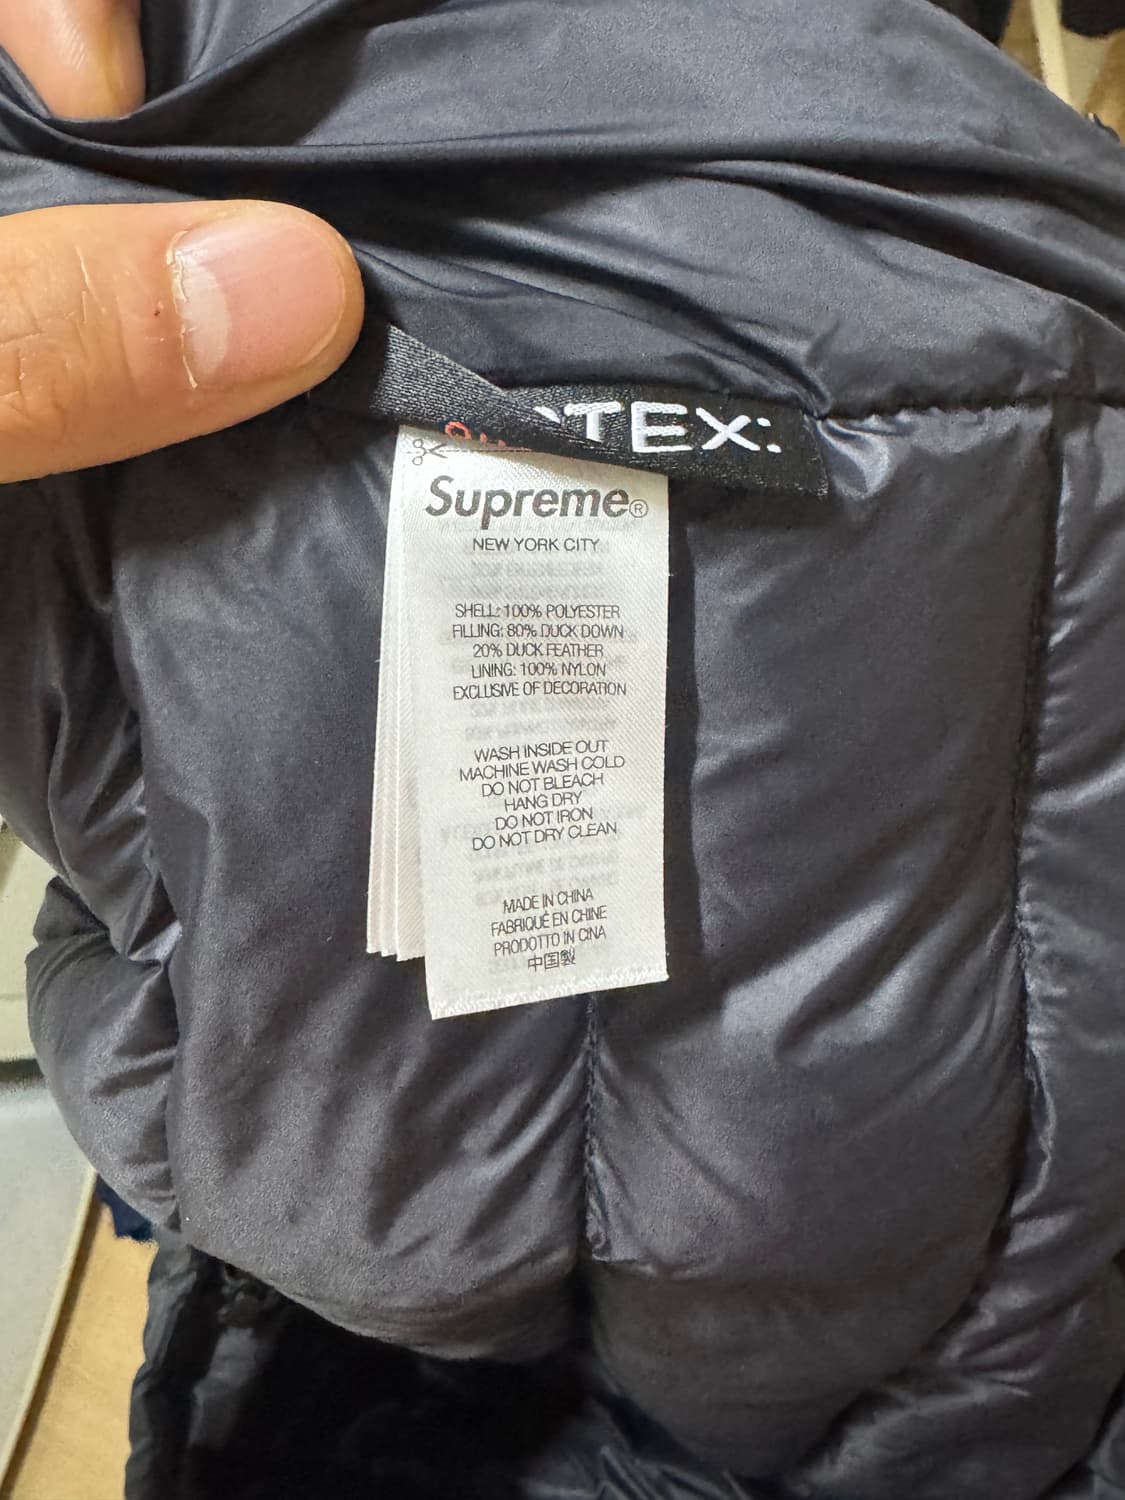 TEX:
Supreme®
NEW YORK CITY
SHELL: 100% POLYESTER
FILLING: 80% DUCK DOWN
20% DUCK FEATHER
LINING: 100% NYLON
EXCLUSIVE OF DECORATION
WASH INSIDE OUT
MACHINE WASH COLD
DO NOT BLEACH
HANG DRY
DO NOT IRON
DO NOT DRY CLEAN
MADE IN CHINA
FABRIQUÉ EN CHINE
PRODOTTO IN CINA
中国製